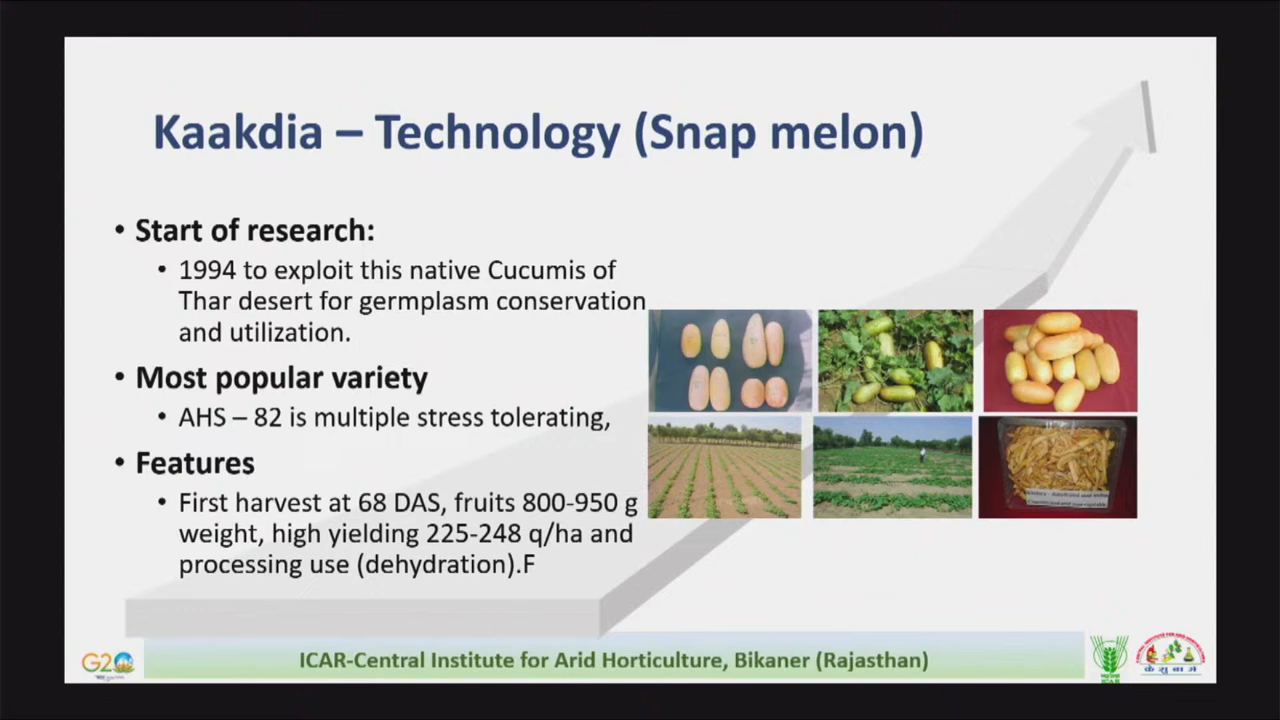 Kaakdia – Technology (Snap melon)
• Start of research:
• 1994 to exploit this native Cucumis of
Thar desert for germplasm conservation
and utilization.
• Most popular variety
• AHS – 82 is multiple stress tolerating,
• Features
• First harvest at 68 DAS, fruits 800-950 g
weight, high yielding 225-248 q/ha and
processing use (dehydration).F
G20
ICAR-Central Institute for Arid Horticulture, Bikaner (Rajasthan)
ICAR